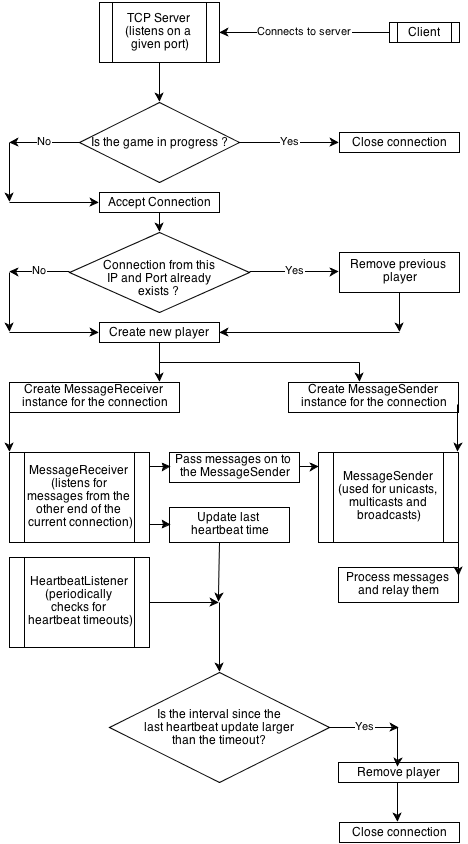 TCP Server
(listens on a
given port)
Connects to server
Client
Is the game in progress ?
No
Yes
Close connection
Accept Connection
Connection from this
IP and Port already
exists ?
No
Yes
Remove previous
player
Create new player
Create MessageReceiver
instance for the connection
Create MessageSender
instance for the connection
MessageReceiver
(listens for
messages from the
other end of the
current connection)
Pass messages on to
the MessageSender
MessageSender
(used for unicasts,
multicasts and
broadcasts)
Update last
heartbeat time
HeartbeatListener
(periodically
checks for
heartbeat timeouts)
Process messages
and relay them
Is the interval since the
last heartbeat update larger
than the timeout?
Yes
Remove player
Close connection